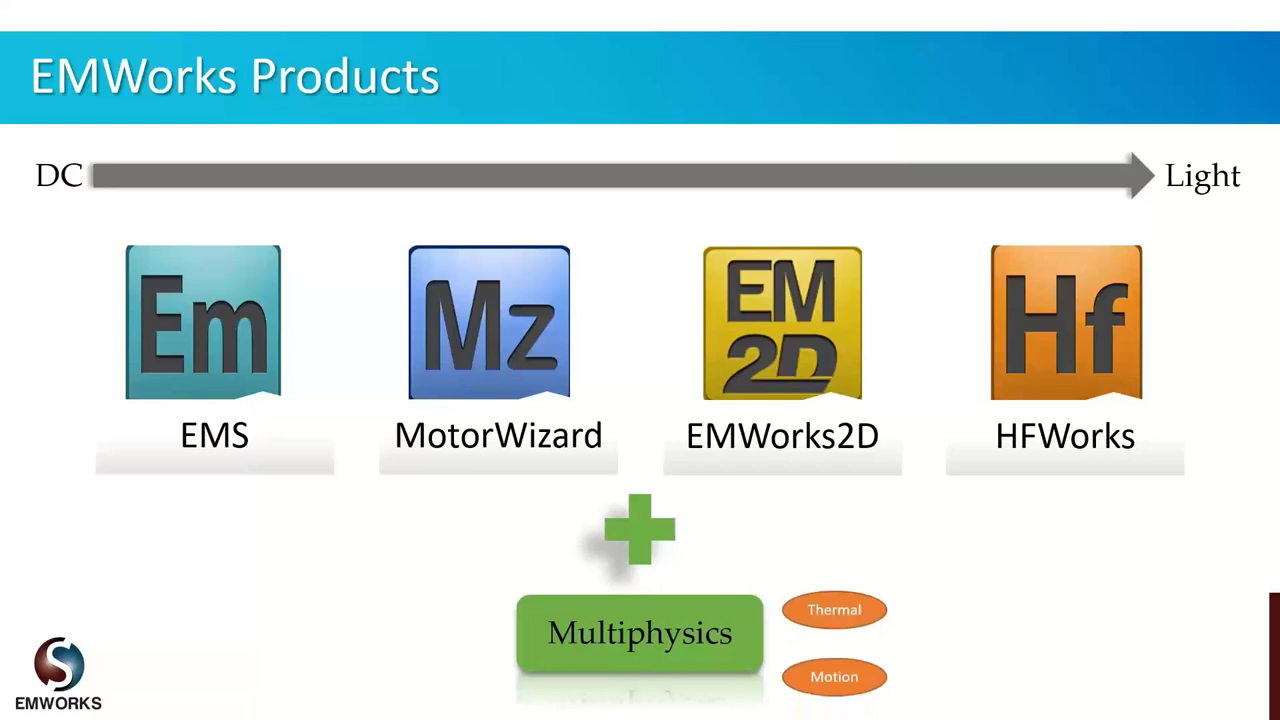 EMWorks Products
DC
Light
Em
Mz
EM
2D
Hf
EMS
MotorWizard
EMWorks2D
HFWorks
Multiphysics
Thermal
Motion
S
EMWORKS